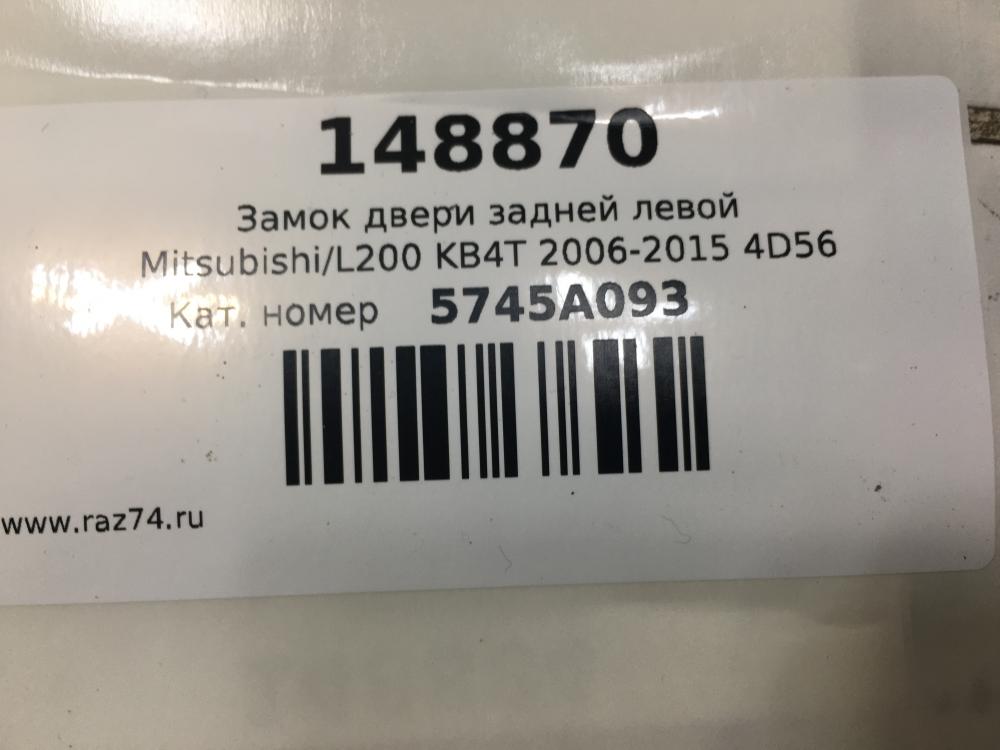 148870
Замок двери задней левой
Mitsubishi/L200 KB4T 2006-2015 4D56
Кат. номер 5745A093
www.raz74.ru